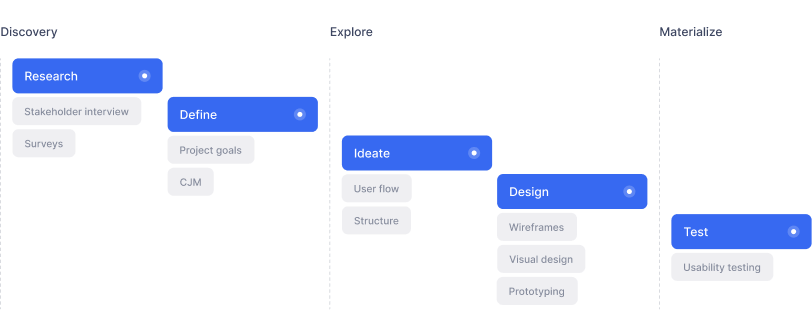 Discovery
Explore
Materialize
Research
Stakeholder interview
Surveys
Define
Project goals
CJM
Ideate
User flow
Structure
Design
Wireframes
Visual design
Prototyping
Test
Usability testing